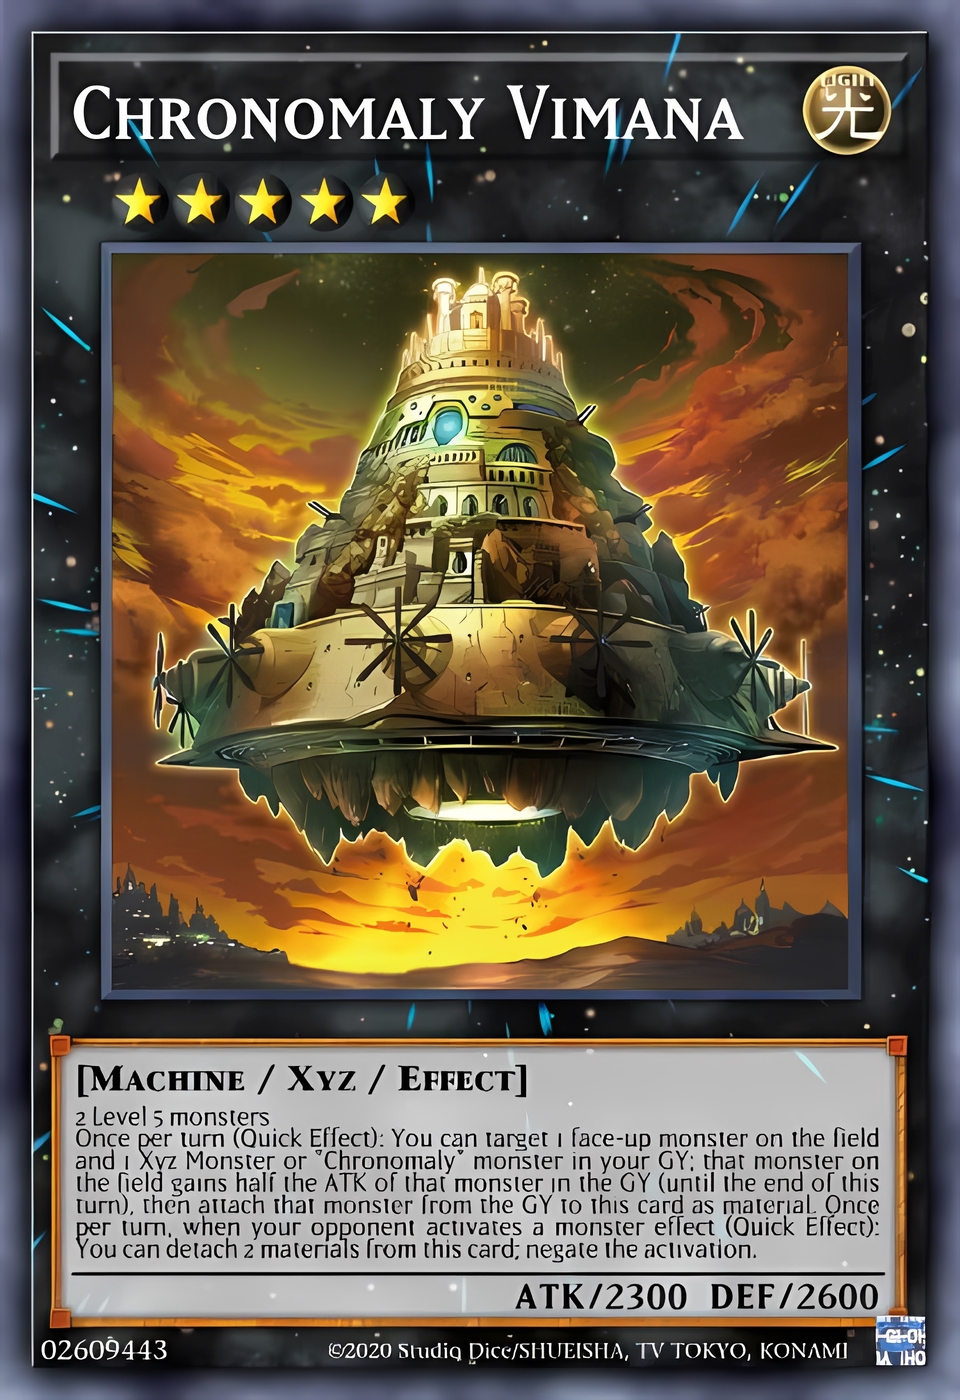 CHRONOMALY VIMANA
光
[MACHINE / XYZ / EFFECT]
2 Level 5 monsters
Once per turn (Quick Effect): You can target 1 face-up monster on the field
and 1 Xyz Monster or "Chronomaly" monster in your GY; that monster on
the field gains half the ATK of that monster in the GY (until the end of this
turn), then attach that monster from the GY to this card as material. Once
per turn, when your opponent activates a monster effect (Quick Effect):
You can detach 2 materials from this card; negate the activation.
ATK/2300 DEF/2600
02609443
©2020 Studio Dice/SHUEISHA, TV TOKYO, KONAMI